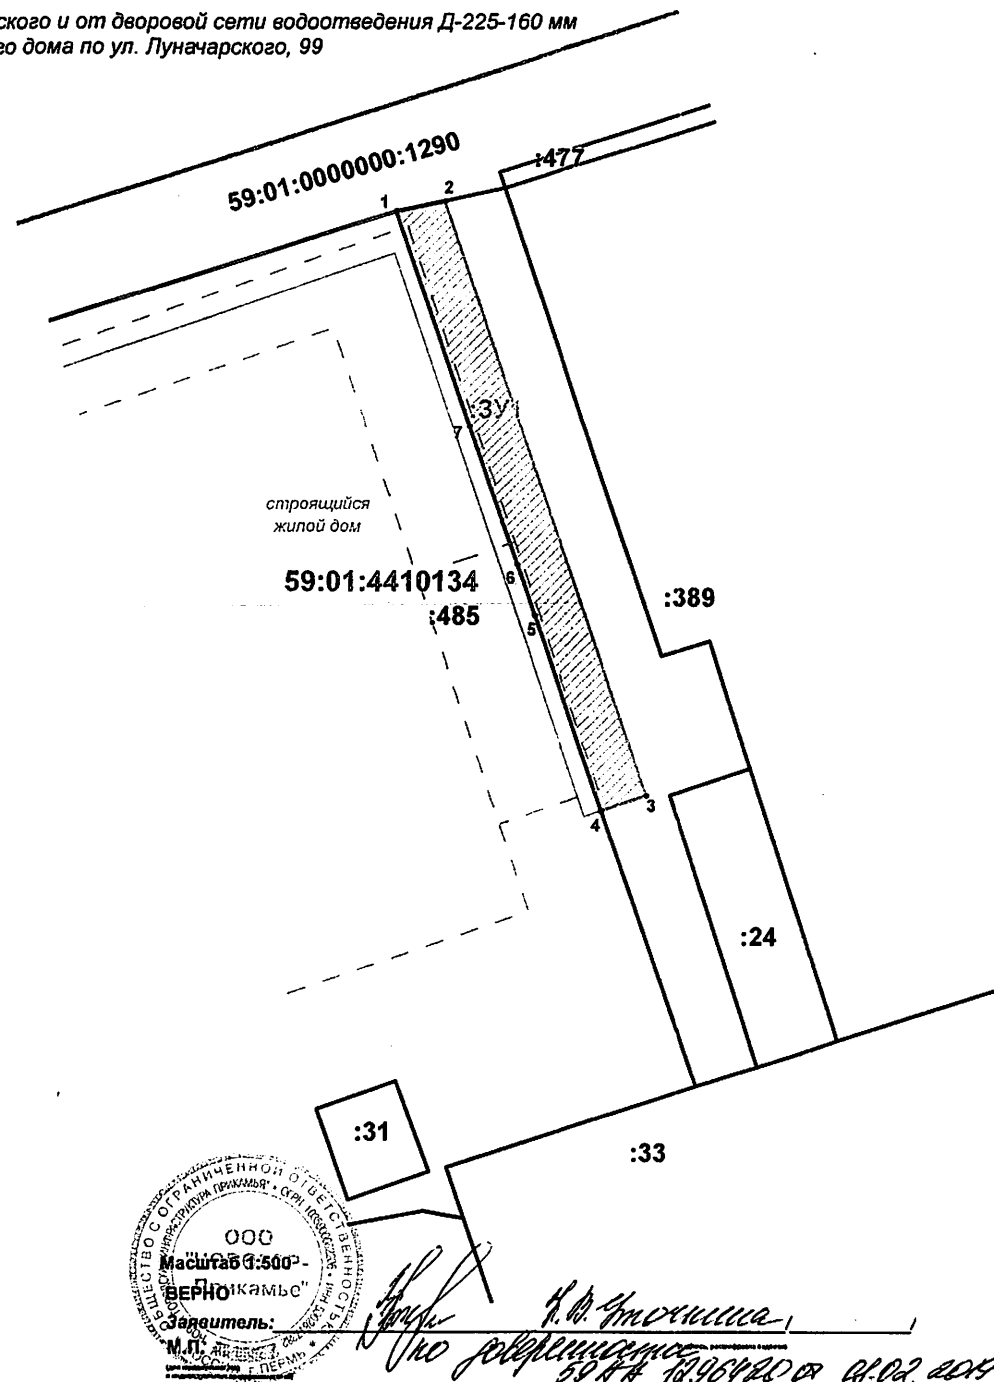 ского и от дворовой сети водоотведения Д-225-160 мм
го дома по ул. Луначарского, 99
59:01:0000000:1290
:477
1
2
:ЗУ1
7
строящийся
жилой дом
59:01:4410134
:485
6
5
:389
4
3
:24
:31
:33
ООО
Прикамье"
Масштаб 1:500
ВЕРНО
Заявитель:
М.П.
по доверенности
59 АА 1296420 от 01.02.